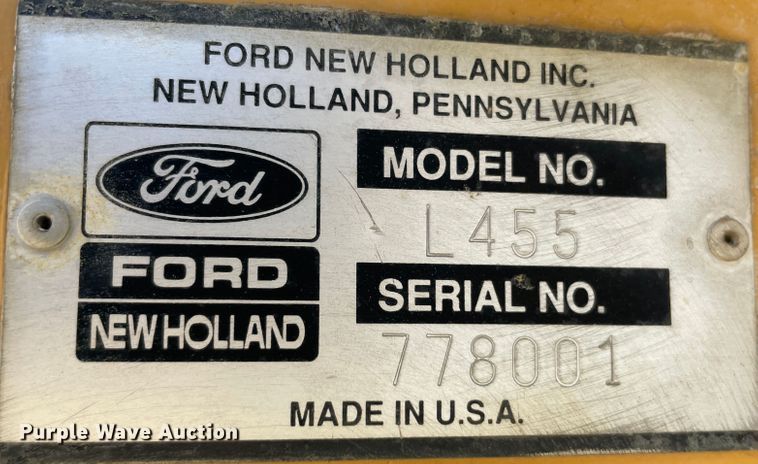 FORD NEW HOLLAND INC.
NEW HOLLAND, PENNSYLVANIA
Ford
FORD
NEW HOLLAND
MODEL NO.
L455
SERIAL NO.
778001
MADE IN U.S.A.
Purple Wave Auction